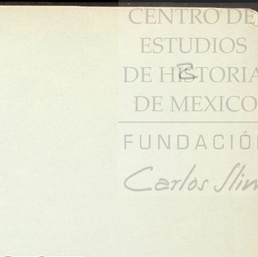 CENTRO DE
ESTUDIOS
DE HISTORIA
DE MEXICO
FUNDACIÓN
Carlos Slim